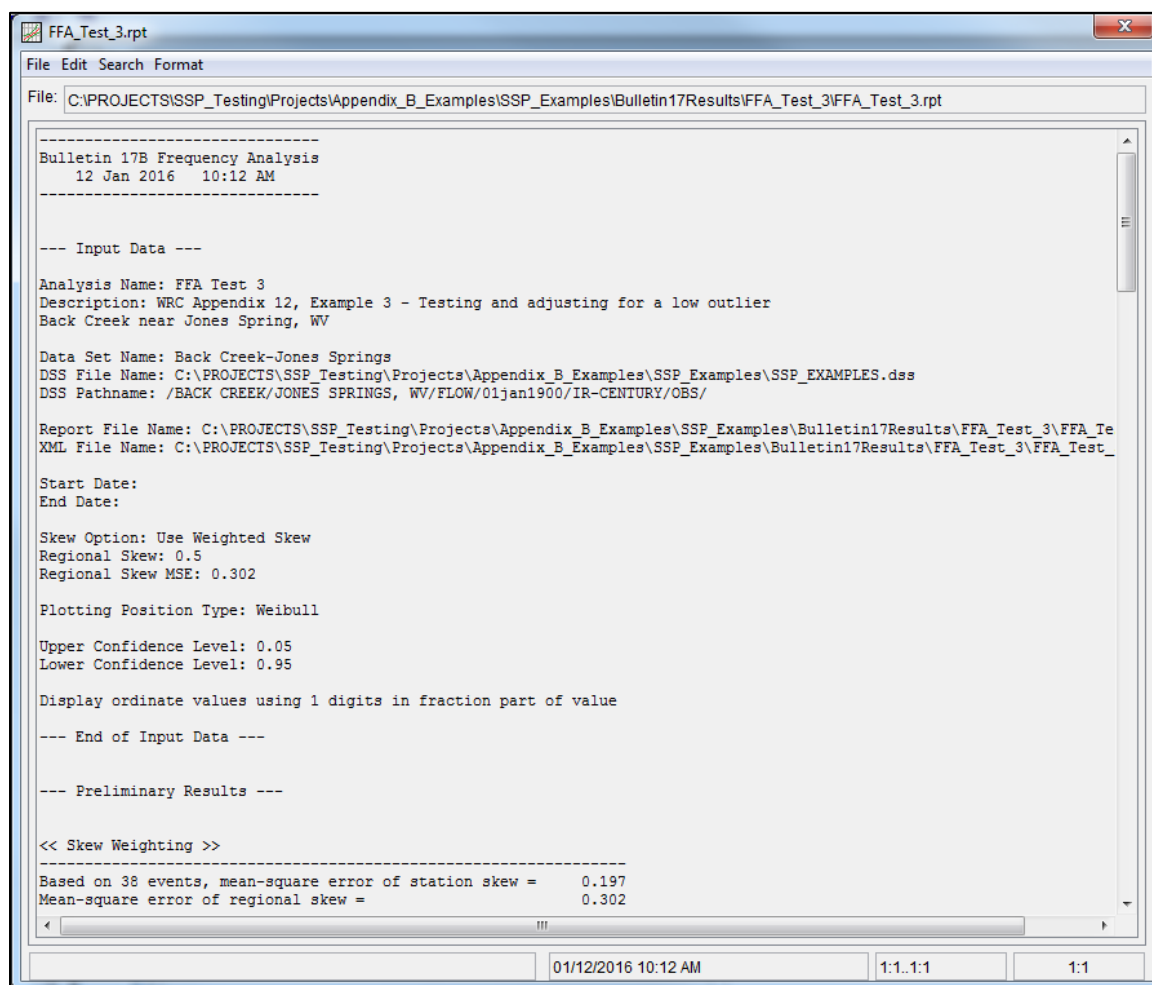 FFA_Test_3.rpt
File Edit Search Format
File: C:\PROJECTS\SSP_Testing\Projects\Appendix_B_Examples\SSP_Examples\Bulletin17Results\FFA_Test_3\FFA_Test_3.rpt
-------------------------------
Bulletin 17B Frequency Analysis
12 Jan 2016 10:12 AM
-------------------------------
--- Input Data ---
Analysis Name: FFA Test 3
Description: WRC Appendix 12, Example 3 - Testing and adjusting for a low outlier
Back Creek near Jones Spring, WV
Data Set Name: Back Creek-Jones Springs
DSS File Name: C:\PROJECTS\SSP_Testing\Projects\Appendix_B_Examples\SSP_Examples\SSP_EXAMPLES.dss
DSS Pathname: /BACK CREEK/JONES SPRINGS, WV/FLOW/01jan1900/IR-CENTURY/OBS/
Report File Name: C:\PROJECTS\SSP_Testing\Projects\Appendix_B_Examples\SSP_Examples\Bulletin17Results\FFA_Test_3\FFA_Te
XML File Name: C:\PROJECTS\SSP_Testing\Projects\Appendix_B_Examples\SSP_Examples\Bulletin17Results\FFA_Test_3\FFA_Test_
Start Date:
End Date:
Skew Option: Use Weighted Skew
Regional Skew: 0.5
Regional Skew MSE: 0.302
Plotting Position Type: Weibull
Upper Confidence Level: 0.05
Lower Confidence Level: 0.95
Display ordinate values using 1 digits in fraction part of value
--- End of Input Data ---
--- Preliminary Results ---
<< Skew Weighting >>
-----------------------------------------------------------------
Based on 38 events, mean-square error of station skew = 0.197
Mean-square error of regional skew = 0.302
01/12/2016 10:12 AM 1:1..1:1 1:1